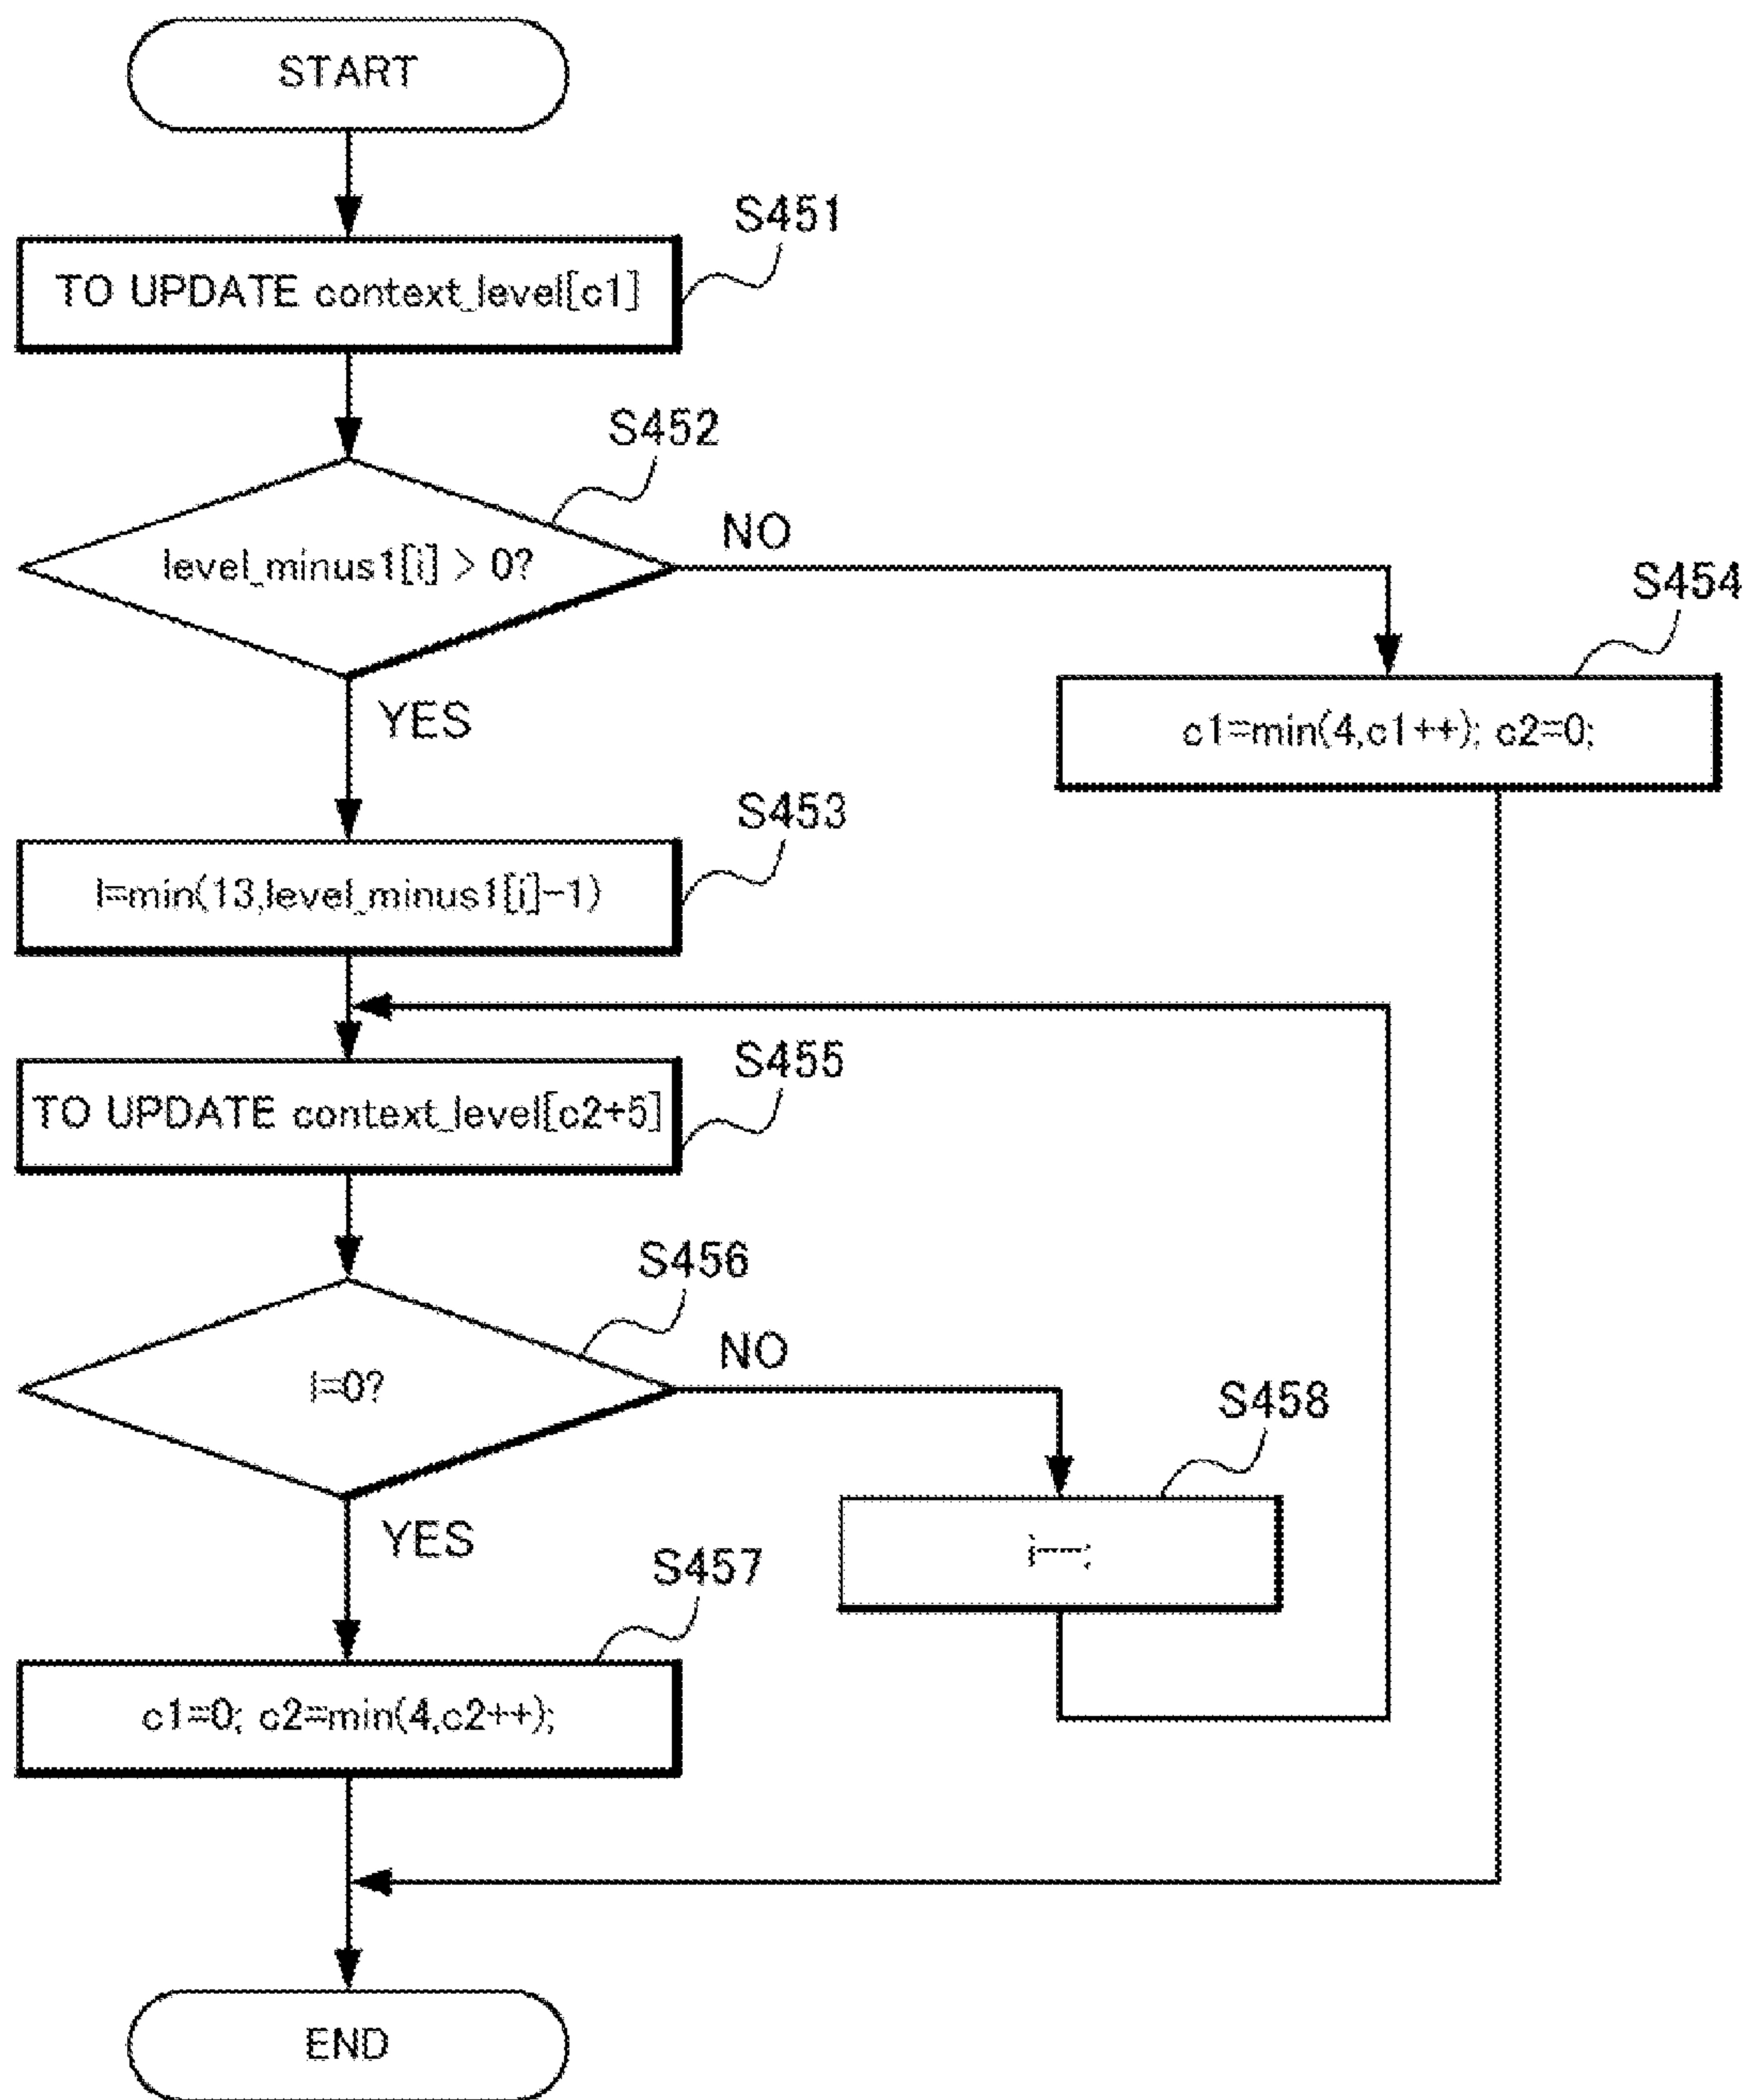 START
S451
TO UPDATE context_level[c1]
S452
level_minus1[i] > 0?
NO
YES
S454
c1=min(4,c1++); c2=0;
S453
l=min(13,level_minus1[i]-1)
S455
TO UPDATE context_level[c2+5]
S456
l=0?
NO
YES
S458
S457
c1=0; c2=min(4,c2++);
END